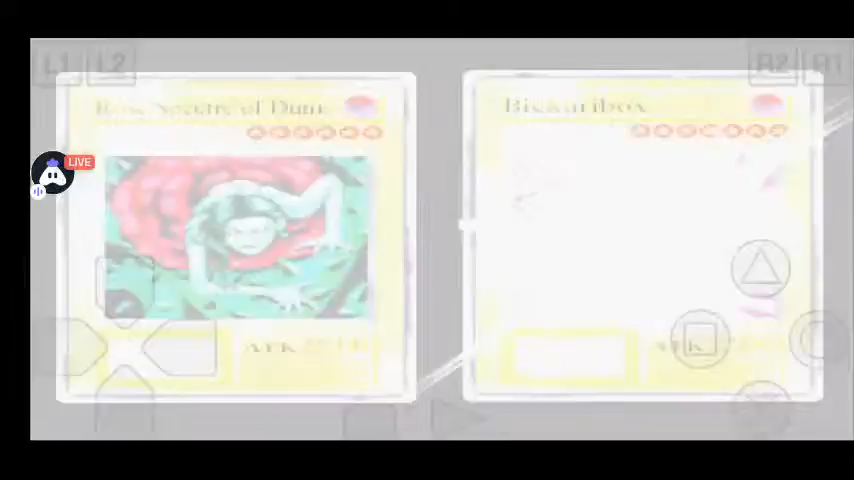 L1 L2
R2 R1
Rose Spectre of Dunn
Bickuribox
LIVE
ATK
ATK